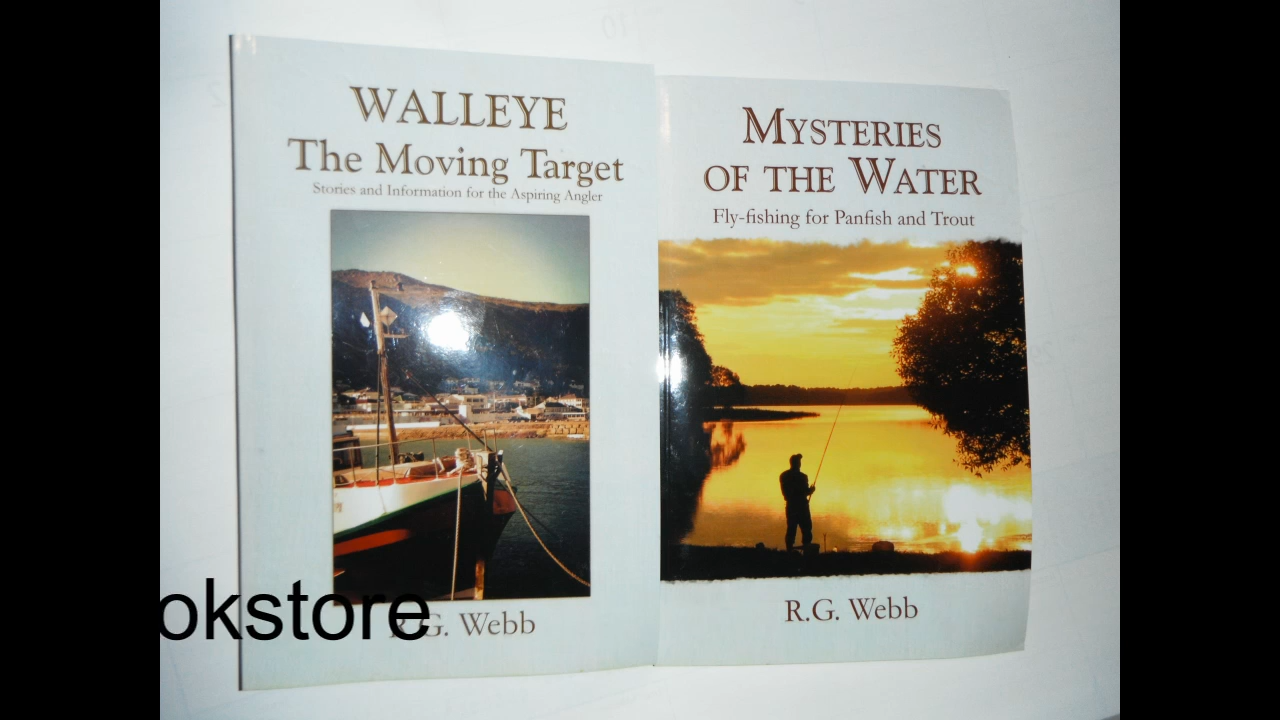 WALLEYE
The Moving Target
Stories and Information for the Aspiring Angler
R.G. Webb
MYSTERIES
OF THE WATER
Fly-fishing for Panfish and Trout
R.G. Webb
okstore